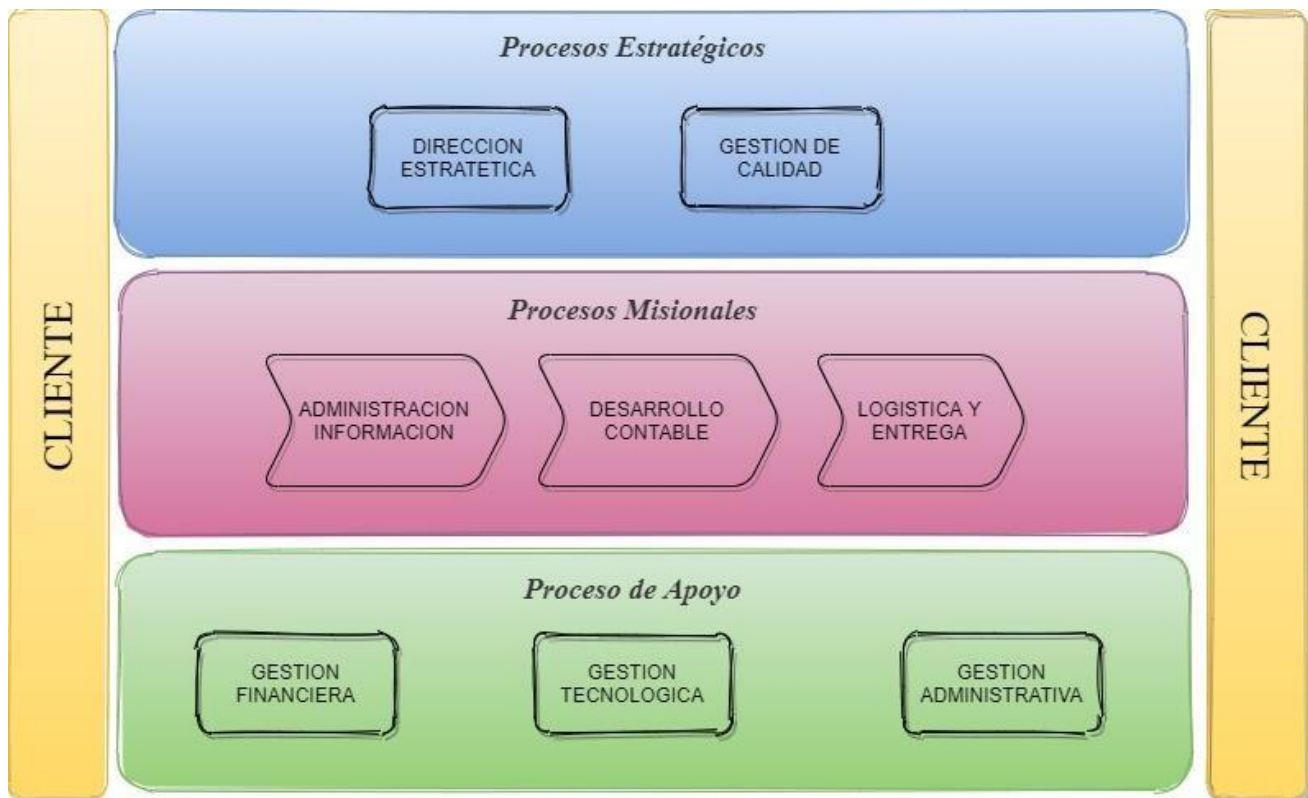 CLIENTE
Procesos Estratégicos
DIRECCION
ESTRATETICA
GESTION DE
CALIDAD
Procesos Misionales
ADMINISTRACION
INFORMACION
DESARROLLO
CONTABLE
LOGISTICA Y
ENTREGA
Proceso de Apoyo
GESTION
FINANCIERA
GESTION
TECNOLOGICA
GESTION
ADMINISTRATIVA
CLIENTE